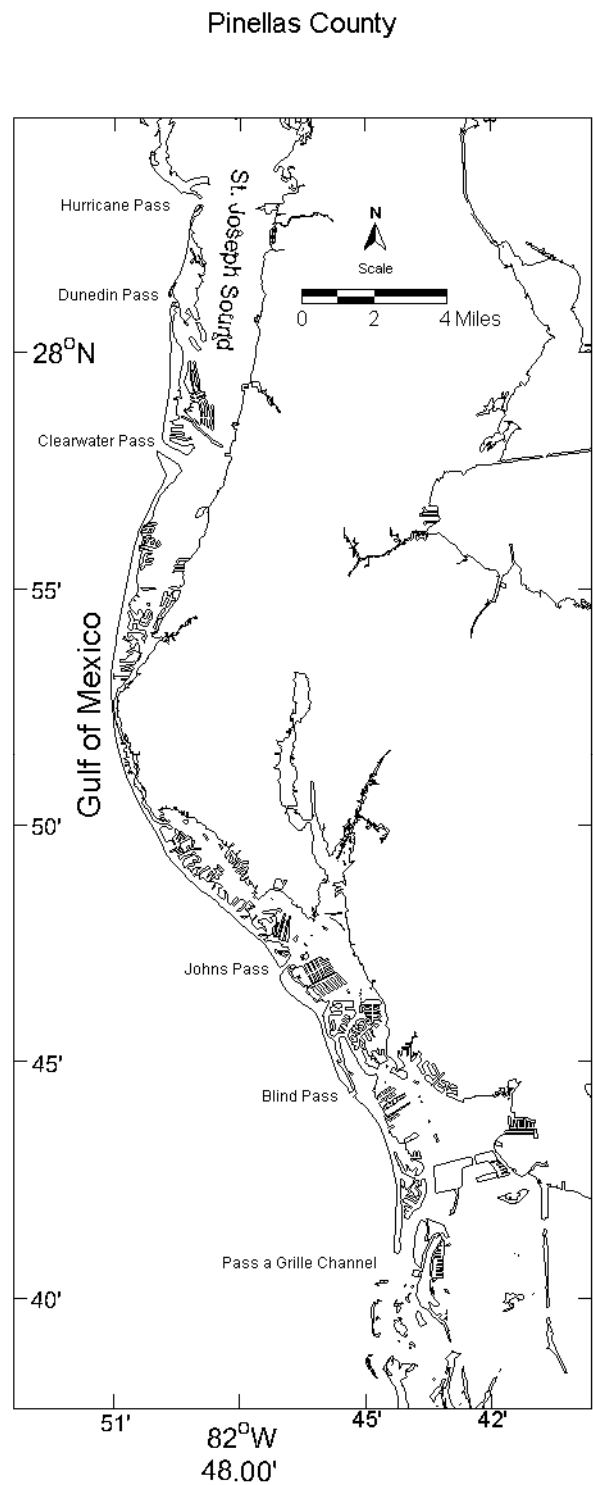 Pinellas County
Hurricane Pass
St. Joseph Sound
N
Scale
0 2 4 Miles
Dunedin Pass
28°N
Clearwater Pass
55'
Gulf of Mexico
50'
Johns Pass
45'
Blind Pass
Pass a Grille Channel
40'
51' 82°W 45' 42'
48.00'